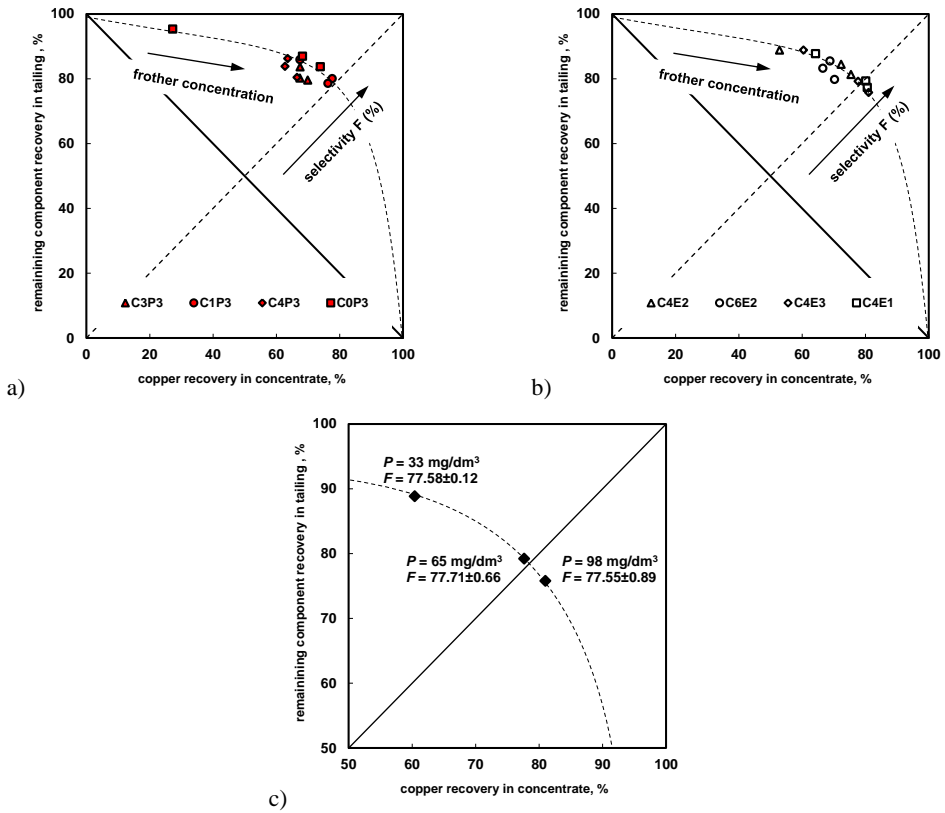 100
80
60
40
20
0
0 20 40 60 80 100
remainining component recovery in tailing , %
copper recovery in concentrate, %
frother concentration
selectivity F (%)
C3P3 C1P3 C4P3 C0P3
a)
100
80
60
40
20
0
0 20 40 60 80 100
remainining component recovery in tailing , %
copper recovery in concentrate, %
frother concentration
selectivity F (%)
C4E2 C6E2 C4E3 C4E1
b)
100
90
80
70
60
50
50 60 70 80 90 100
remainining component recovery in tailing , %
copper recovery in concentrate, %
P = 33 mg/dm³
F = 77.58±0.12
P = 65 mg/dm³
F = 77.71±0.66
P = 98 mg/dm³
F = 77.55±0.89
c)